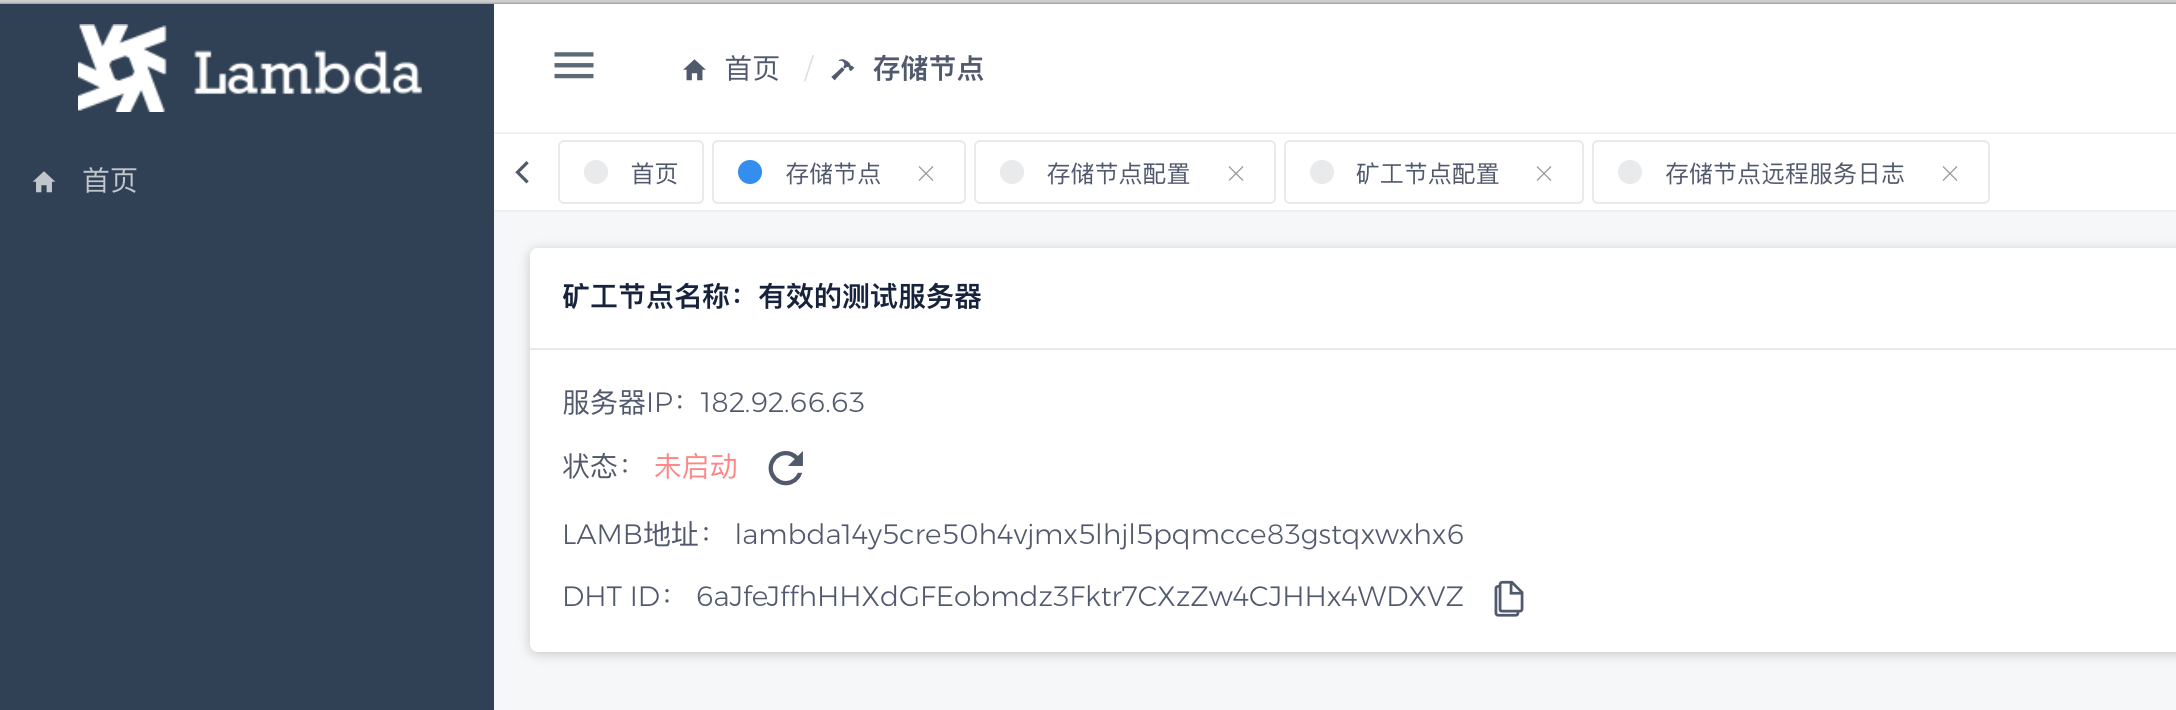 Lambda
首页
首页 / 存储节点
首页 存储节点 存储节点配置 矿工节点配置 存储节点远程服务日志
矿工节点名称：有效的测试服务器
服务器IP：182.92.66.63
状态： 未启动
LAMB地址： lambda14y5cre50h4vjmx5lhjl5pqmcce83gstqxwxhx6
DHT ID： 6aJfeJffhHHXdGFEobmdz3Fktr7CXzZw4CJHHx4WDXVZ